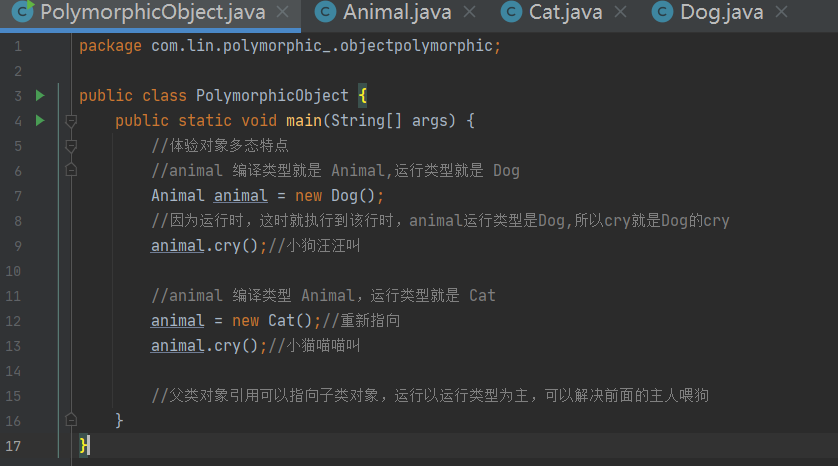 PolymorphicObject.java × Animal.java × Cat.java × Dog.java ×
1 package com.lin.polymorphic_.objectpolymorphic;
2
3 public class PolymorphicObject {
4 public static void main(String[] args) {
5 //体验对象多态特点
6 //animal 编译类型就是 Animal,运行类型就是 Dog
7 Animal animal = new Dog();
8 //因为运行时，这时就执行到该行时，animal运行类型是Dog,所以cry就是Dog的cry
9 animal.cry();//小狗汪汪叫
10
11 //animal 编译类型 Animal，运行类型就是 Cat
12 animal = new Cat();//重新指向
13 animal.cry();//小猫喵喵叫
14
15 //父类对象引用可以指向子类对象，运行以运行类型为主，可以解决前面的主人喂狗
16 }
17 }